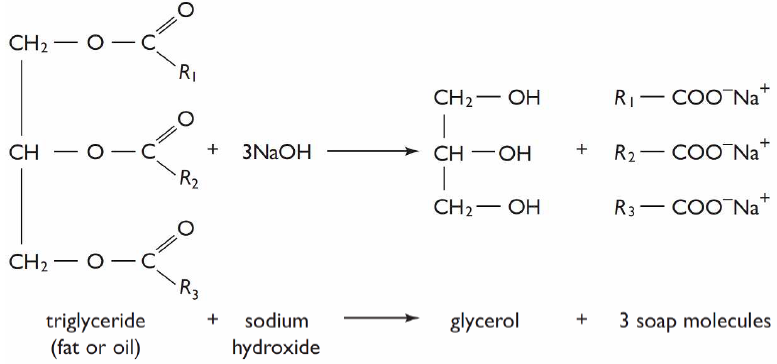 CH₂ — O — C
O
R₁
CH — O — C
O
R₂
CH₂ — O — C
O
R₃
+ 3NaOH
CH₂ — OH
CH — OH
CH₂ — OH
+
R₁ — COO⁻Na⁺
R₂ — COO⁻Na⁺
R₃ — COO⁻Na⁺
triglyceride + sodium glycerol + 3 soap molecules
(fat or oil) hydroxide